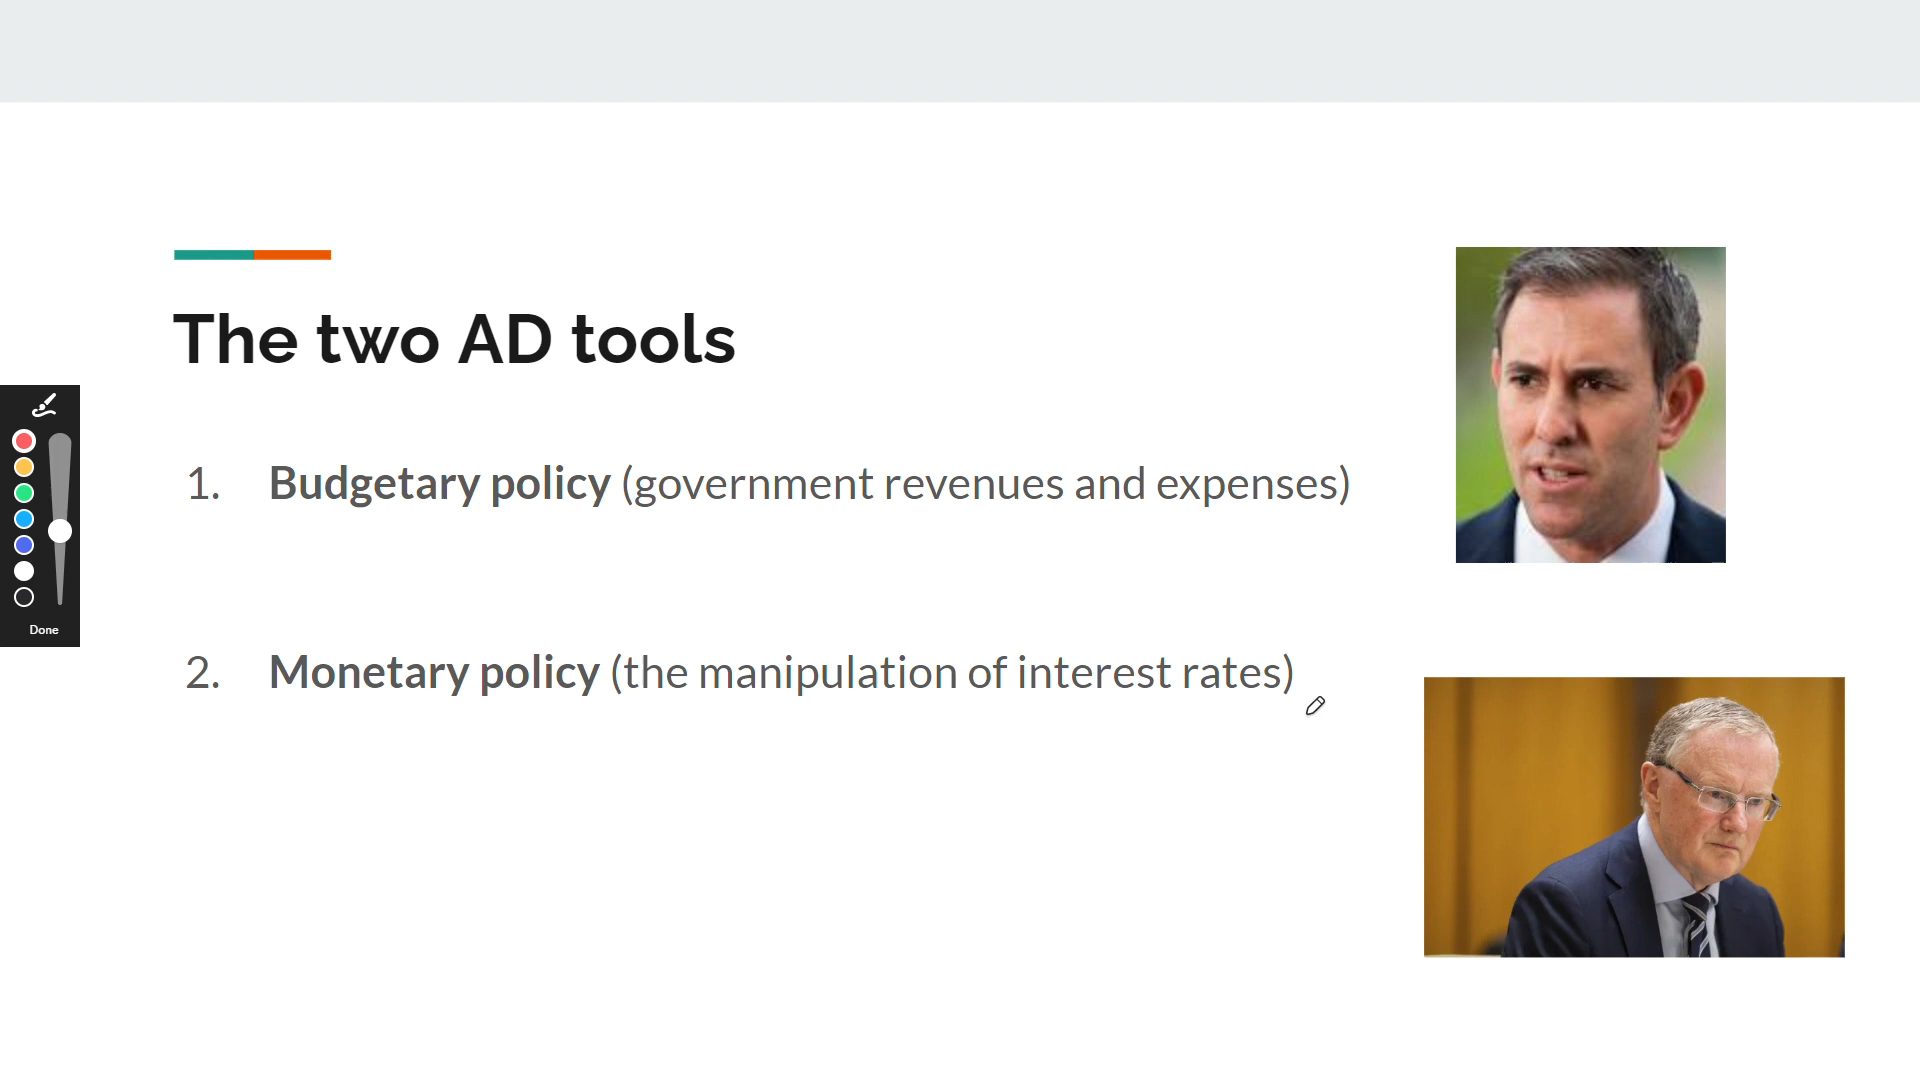 The two AD tools
1. Budgetary policy (government revenues and expenses)
2. Monetary policy (the manipulation of interest rates)
Done